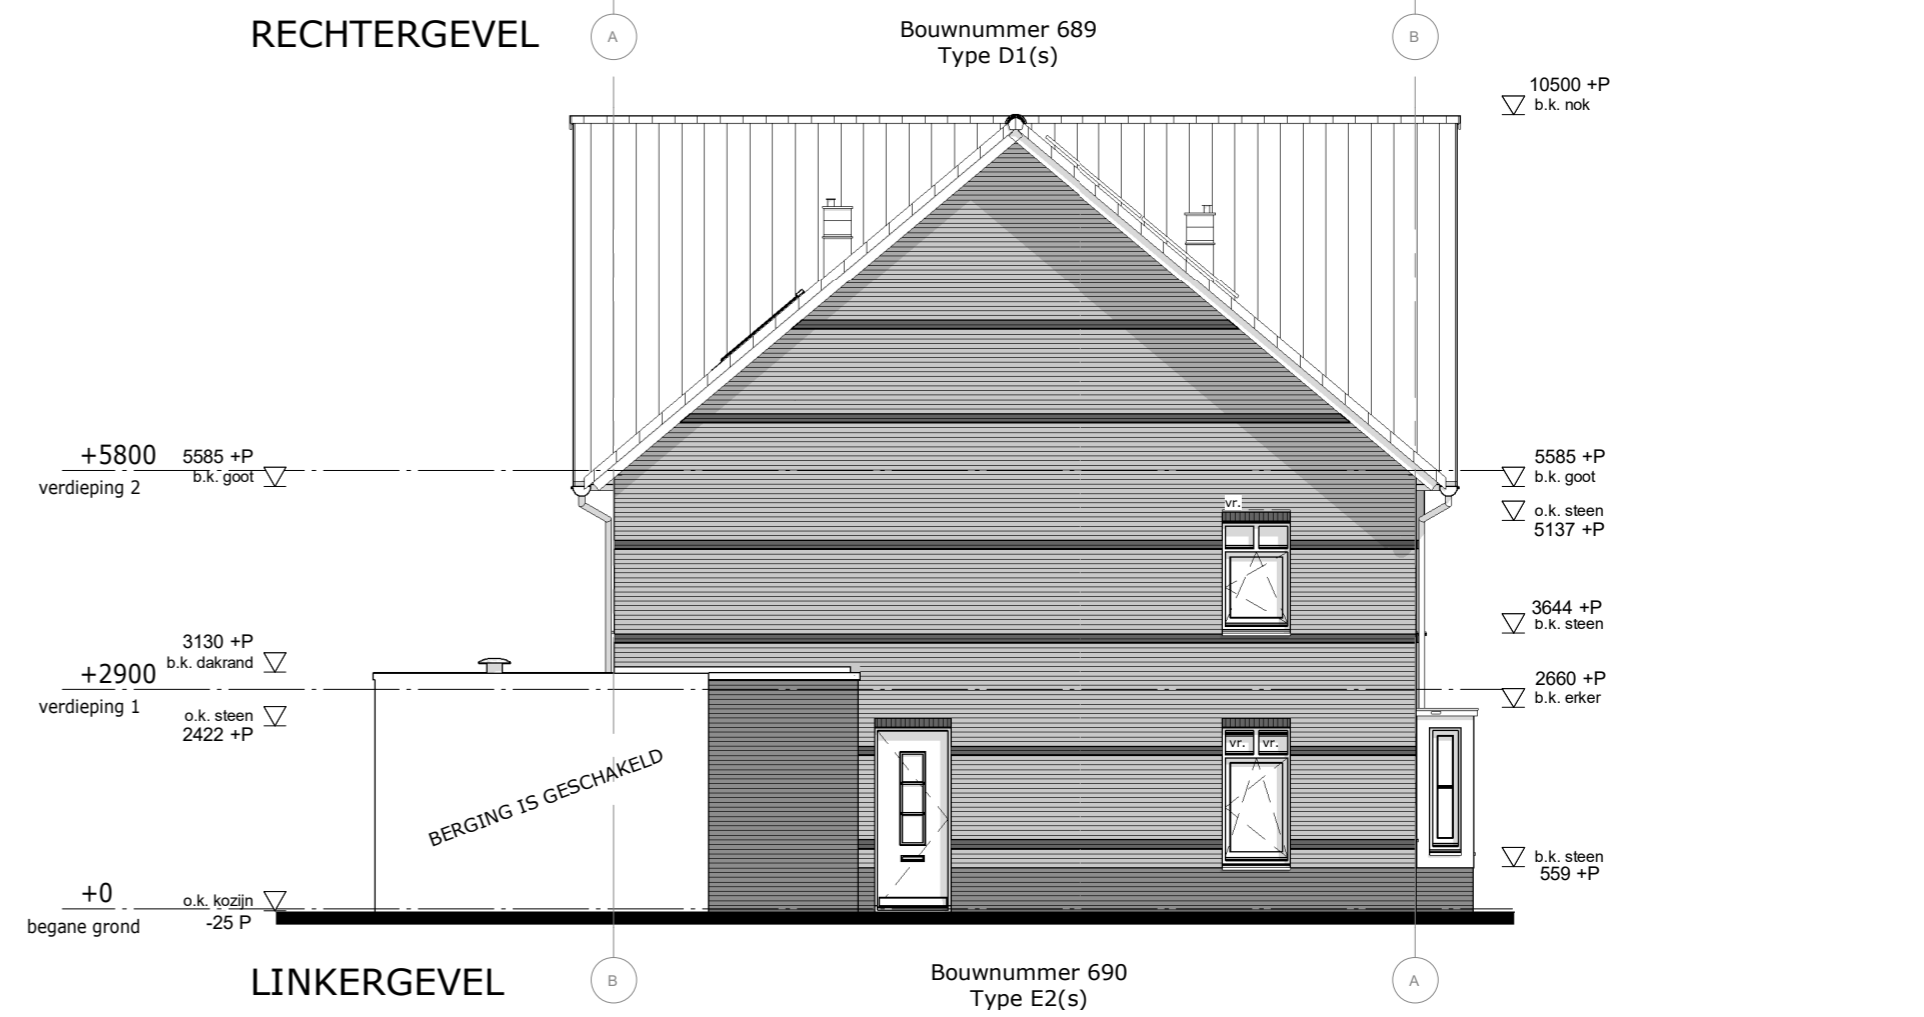 RECHTERGEVEL
A
Bouwnummer 689
Type D1(s)
B
10500 +P
b.k. nok
+5800
verdieping 2
5585 +P
b.k. goot
5585 +P
b.k. goot
vr.
o.k. steen
5137 +P
3644 +P
b.k. steen
3130 +P
b.k. dakrand
+2900
verdieping 1
2660 +P
b.k. erker
o.k. steen
2422 +P
vr. vr.
BERGING IS GESCHAKELD
b.k. steen
559 +P
+0
begane grond
o.k. kozijn
-25 P
LINKERGEVEL
B
Bouwnummer 690
Type E2(s)
A